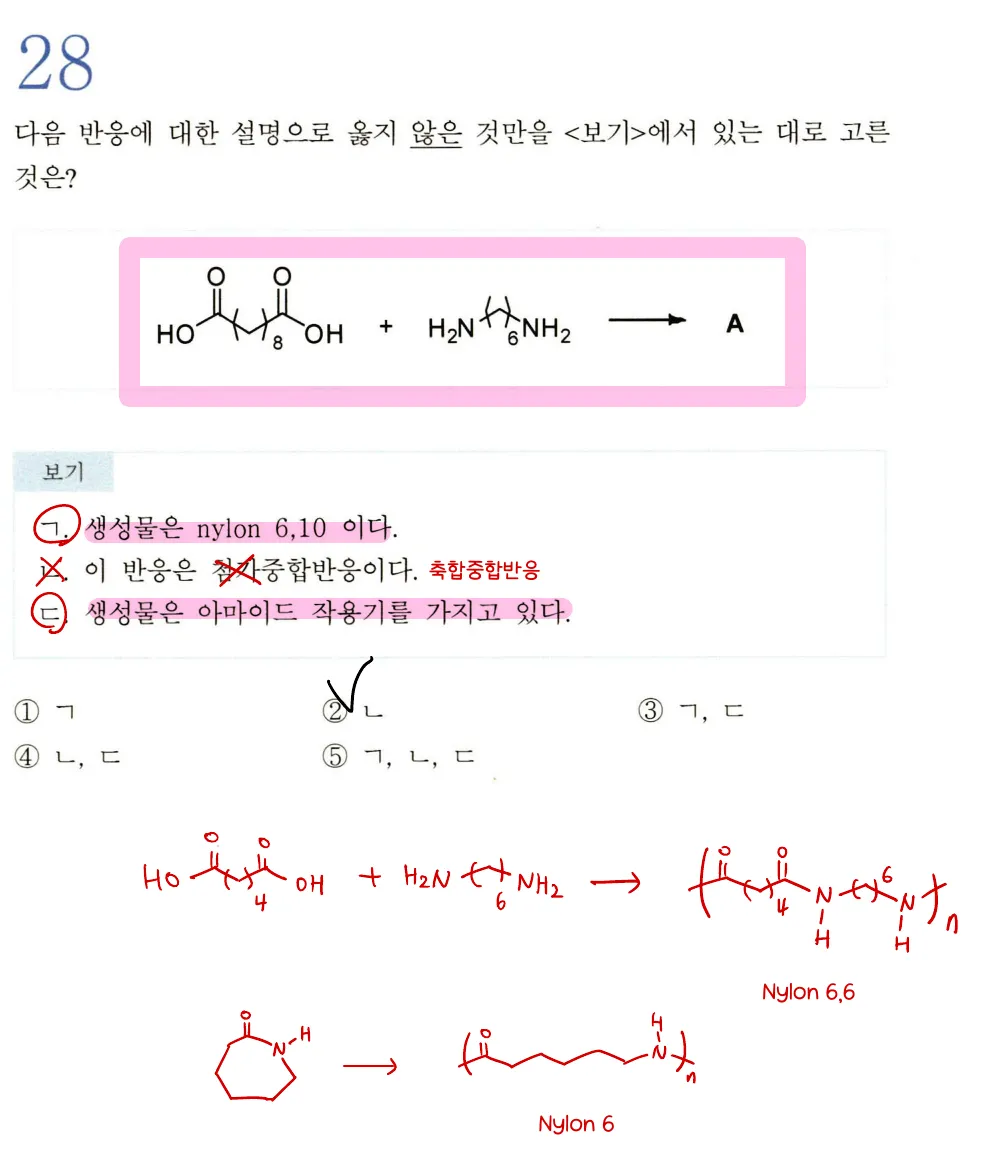 28
다음 반응에 대한 설명으로 옳지 않은 것만을 <보기>에서 있는 대로 고른
것은?
O O
HO 8 OH + H2N 6 NH2 A
보기
ㄱ. 생성물은 nylon 6,10 이다.
ㄴ. 이 반응은 첨가중합반응이다. 축합중합반응
ㄷ. 생성물은 아마이드 작용기를 가지고 있다.
① ㄱ ② ㄴ ③ ㄱ, ㄷ
④ ㄴ, ㄷ ⑤ ㄱ, ㄴ, ㄷ
O O O O
HO 4 OH + H2N 6 NH2 → 4 N 6 N n
H H
Nylon 6,6
O H
N H → O N n
Nylon 6